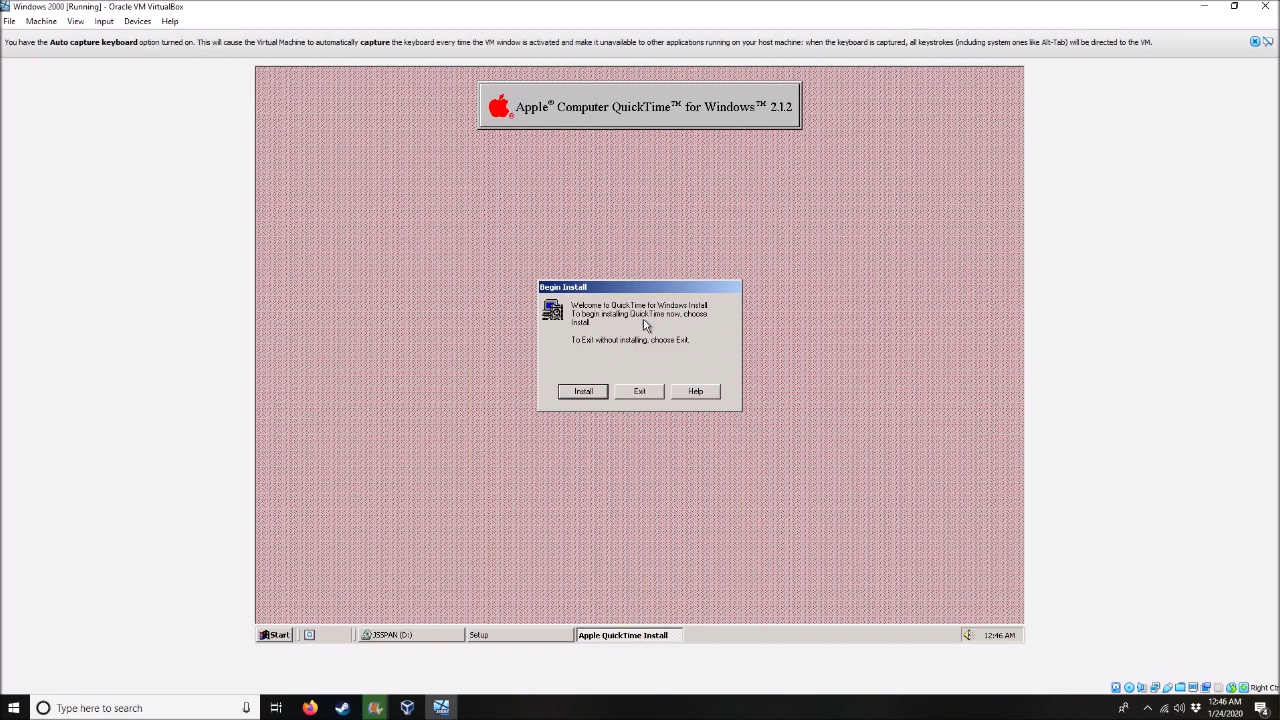 Windows 2000 [Running] - Oracle VM VirtualBox
File Machine View Input Devices Help
You have the Auto capture keyboard option turned on. This will cause the Virtual Machine to automatically capture the keyboard every time the VM window is activated and make it unavailable to other applications running on your host machine: when the keyboard is captured, all keystrokes (including system ones like Alt-Tab) will be directed to the VM.
Apple® Computer QuickTime™ for Windows™ 2.1.2
Begin Install
Welcome to QuickTime for Windows Install.
To begin installing QuickTime now, choose
Install.
To Exit without installing, choose Exit.
Install Exit Help
Start JSSPAN (D:) Setup Apple QuickTime Install 12:46 AM
Right Ct
Type here to search
12:46 AM
1/24/2020
4